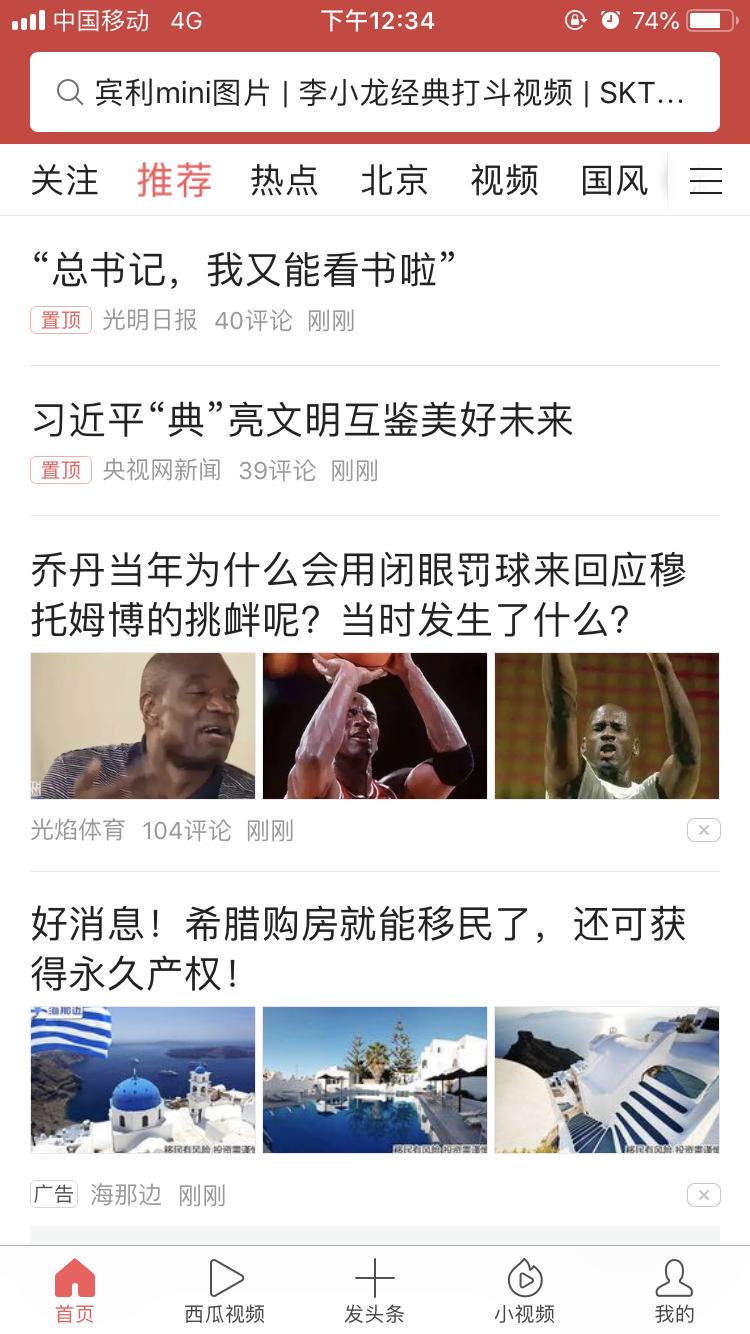 中国移动 4G 下午12:34 74%
宾利mini图片 | 李小龙经典打斗视频 | SKT...
关注 推荐 热点 北京 视频 国风
“总书记，我又能看书啦”
置顶 光明日报 40评论 刚刚
习近平“典”亮文明互鉴美好未来
置顶 央视网新闻 39评论 刚刚
乔丹当年为什么会用闭眼罚球来回应穆
托姆博的挑衅呢？当时发生了什么？
光焰体育 104评论 刚刚
好消息！希腊购房就能移民了，还可获
得永久产权！
海那边
移民有风险 投资需谨慎
移民有风险 投资需谨慎
移民有风险 投资需谨慎
广告 海那边 刚刚
首页 西瓜视频 发头条 小视频 我的